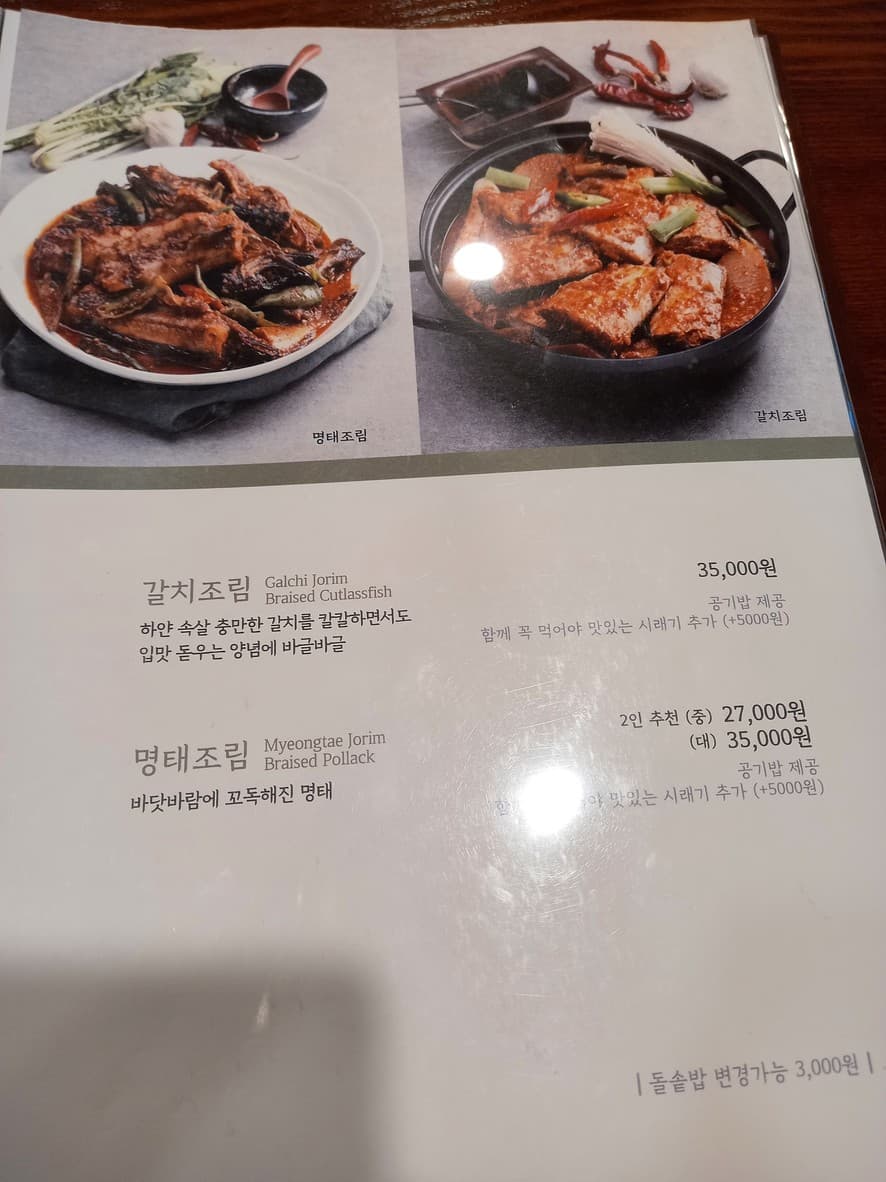 명태조림
갈치조림
갈치조림
Galchi Jorim
Braised Cutlassfish
하얀 속살 충만한 갈치를 칼칼하면서도
입맛 돋우는 양념에 바글바글
35,000원
공기밥 제공
함께 꼭 먹어야 맛있는 시래기 추가 (+5000원)
명태조림
Myeongtae Jorim
Braised Pollack
바닷바람에 꼬독해진 명태
2인 추천 (중) 27,000원
(대) 35,000원
공기밥 제공
맛있는 시래기 추가 (+5000원)
| 돌솥밥 변경가능 3,000원 |